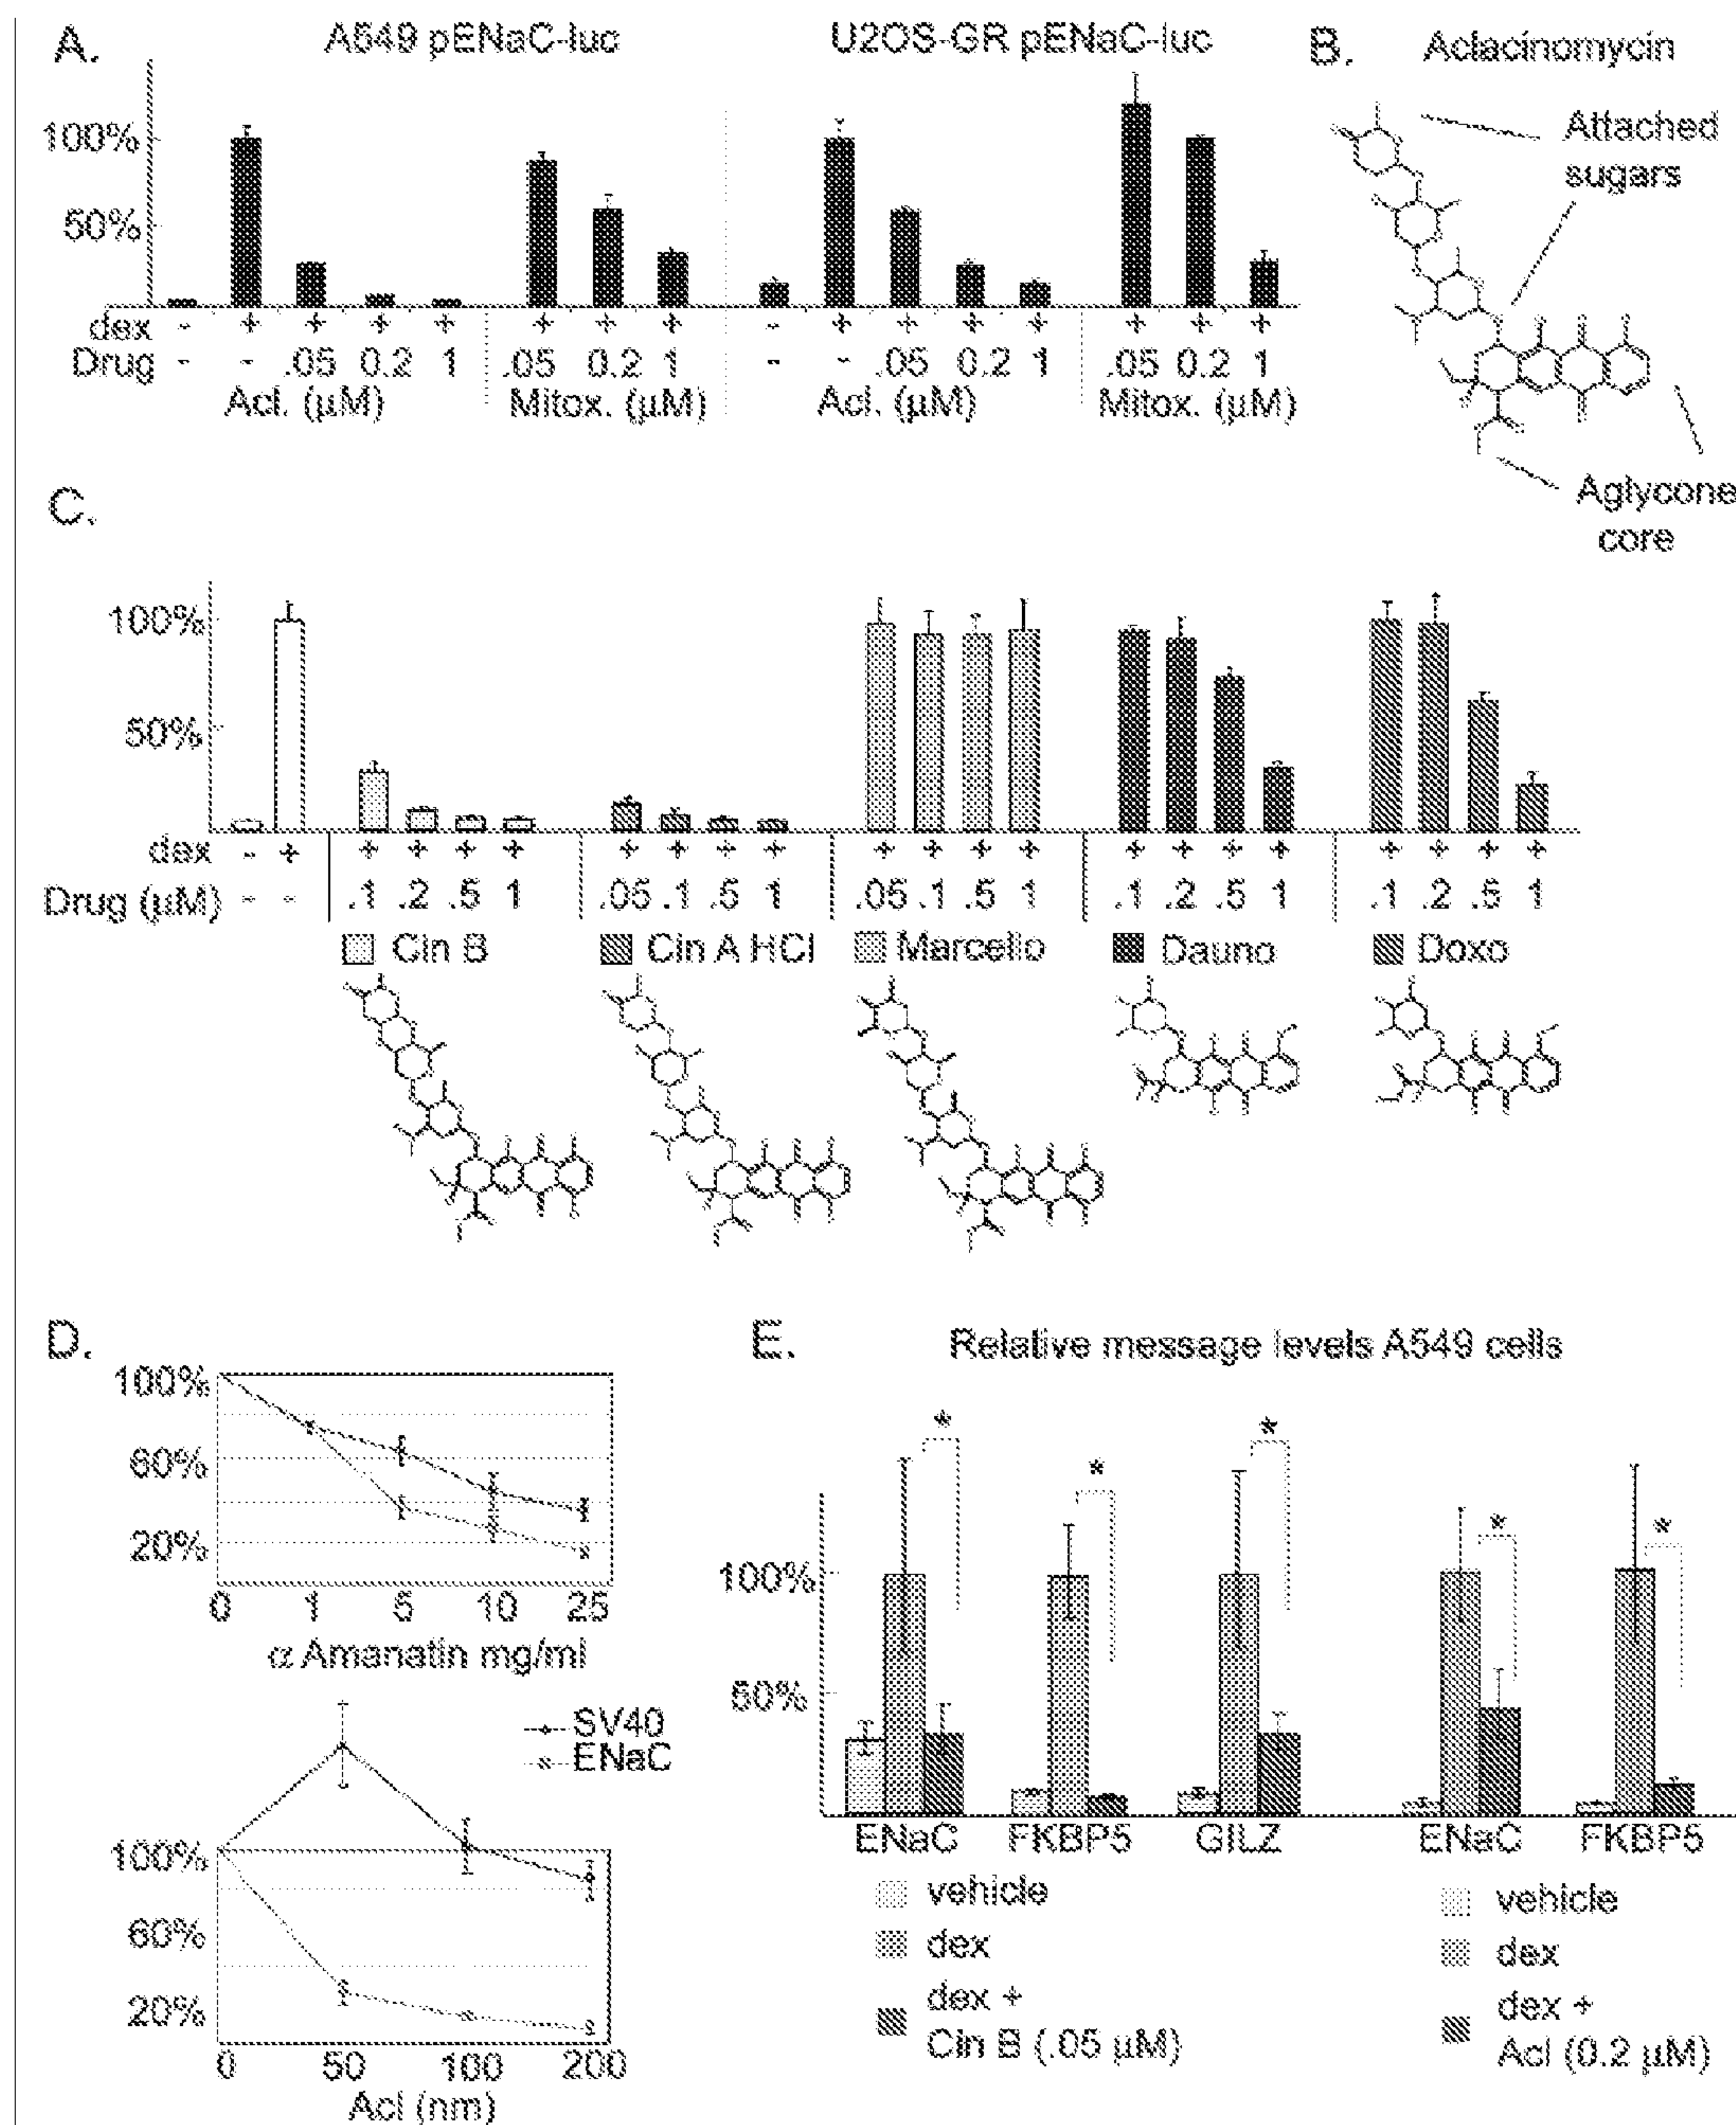 A.
A549 pENaC-luc
U2OS-GR pENaC-luc
100%
50%
dex - + + + + + + + - + + + + + + +
Drug - - .05 0.2 1 .05 0.2 1 - - .05 0.2 1 .05 0.2 1
Acl. (µM) Mitox. (µM) Acl. (µM) Mitox. (µM)
B.
Aclacinomycin
Attached
sugars
Aglycone
core
C.
100%
50%
dex - + + + + + + + + + + + + + + + + + + + + +
Drug (µM) - - .1 .2 .5 1 .05 .1 .5 1 .05 .1 .5 1 .1 .2 .5 1 .1 .2 .5 1
Cin B Cin A HCl Marcello Dauno Doxo
D.
100%
60%
20%
0 1 5 10 25
α Amanatin mg/ml
SV40
ENaC
100%
60%
20%
0 50 100 200
Acl (nm)
E.
Relative message levels A549 cells
* * * * *
100%
50%
ENaC FKBP5 GILZ ENaC FKBP5
vehicle
dex
dex +
Cin B (.05 µM)
vehicle
dex
dex +
Acl (0.2 µM)